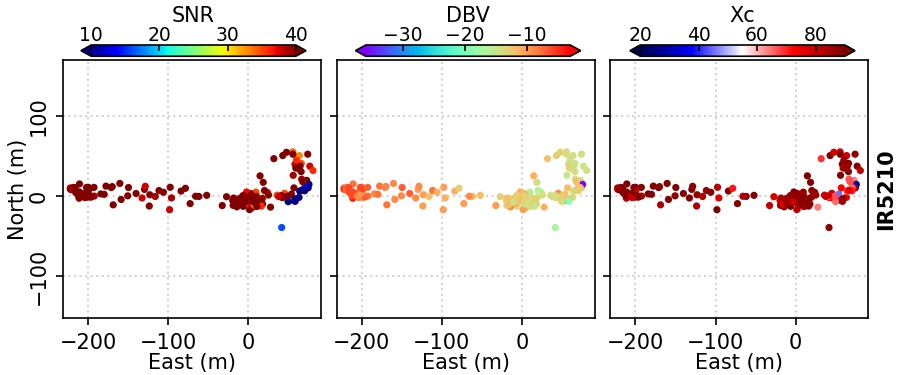 SNR DBV Xc
10 20 30 40 −30 −20 −10 20 40 60 80
100
0
−100
North (m)
IR5210
−200 −100 0 −200 −100 0 −200 −100 0
East (m) East (m) East (m)